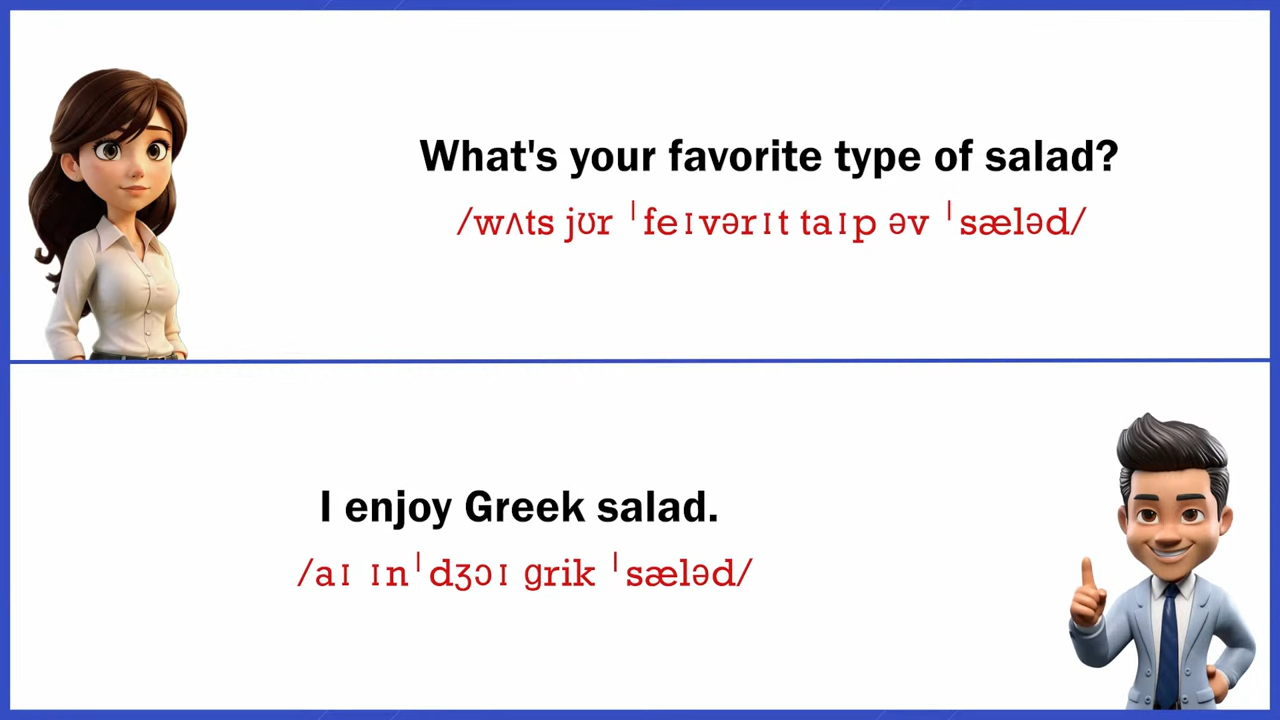 What's your favorite type of salad?
/wʌts jʊr ˈfeɪvərɪt taɪp əv ˈsæləd/
I enjoy Greek salad.
/aɪ ɪnˈdʒɔɪ ɡrik ˈsæləd/